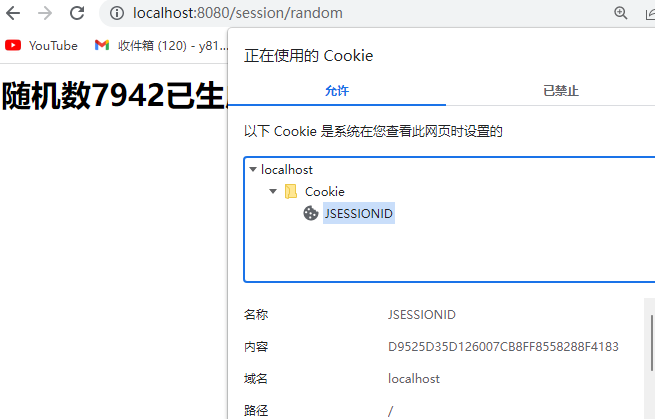 localhost:8080/session/random
YouTube
收件箱 (120) - y81...
随机数7942已生
正在使用的 Cookie
允许
已禁止
以下 Cookie 是系统在您查看此网页时设置的
localhost
Cookie
JSESSIONID
名称 JSESSIONID
内容 D9525D35D126007CB8FF8558288F4183
域名 localhost
路径 /